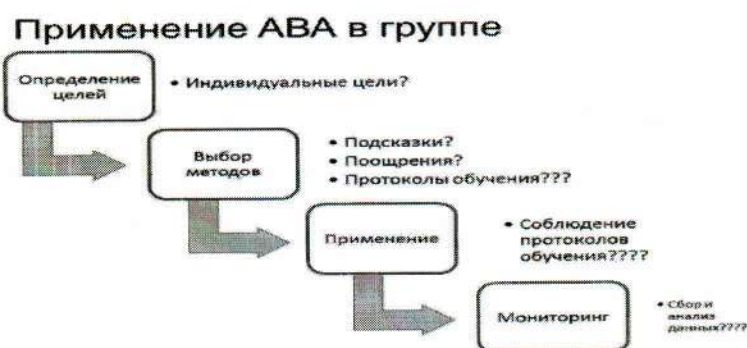 Применение АВА в группе
Определение
целей
• Индивидуальные цели?
Выбор
методов
• Подсказки?
• Поощрения?
• Протоколы обучения???
Применение
• Соблюдение
протоколов
обучения????
Мониторинг
• Сбор и
анализ
данных????